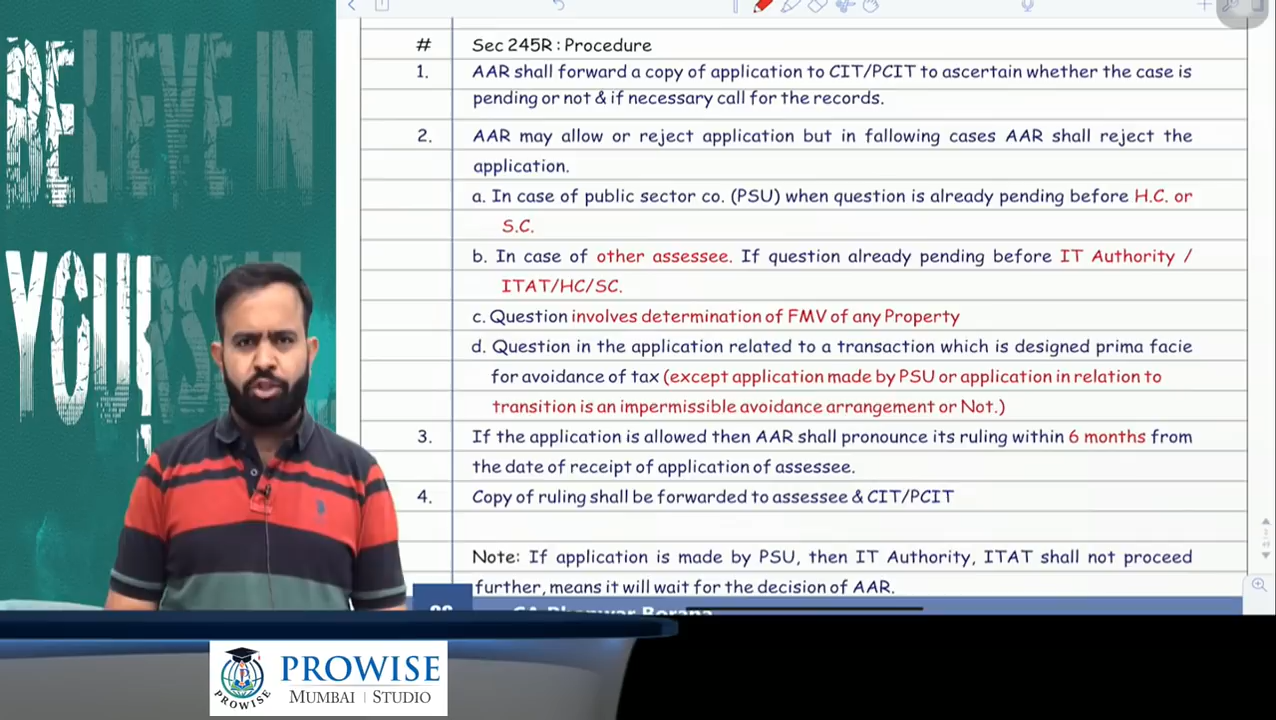 BELIEVE IN
YOURSELF
# Sec 245R : Procedure
1. AAR shall forward a copy of application to CIT/PCIT to ascertain whether the case is
pending or not & if necessary call for the records.
2. AAR may allow or reject application but in fallowing cases AAR shall reject the
application.
a. In case of public sector co. (PSU) when question is already pending before H.C. or
S.C.
b. In case of other assessee. If question already pending before IT Authority /
ITAT/HC/SC.
c. Question involves determination of FMV of any Property
d. Question in the application related to a transaction which is designed prima facie
for avoidance of tax (except application made by PSU or application in relation to
transition is an impermissible avoidance arrangement or Not.)
3. If the application is allowed then AAR shall pronounce its ruling within 6 months from
the date of receipt of application of assessee.
4. Copy of ruling shall be forwarded to assessee & CIT/PCIT
Note: If application is made by PSU, then IT Authority, ITAT shall not proceed
further, means it will wait for the decision of AAR.
CA Bhanwar Borana
PROWISE
PROWISE
MUMBAI | STUDIO